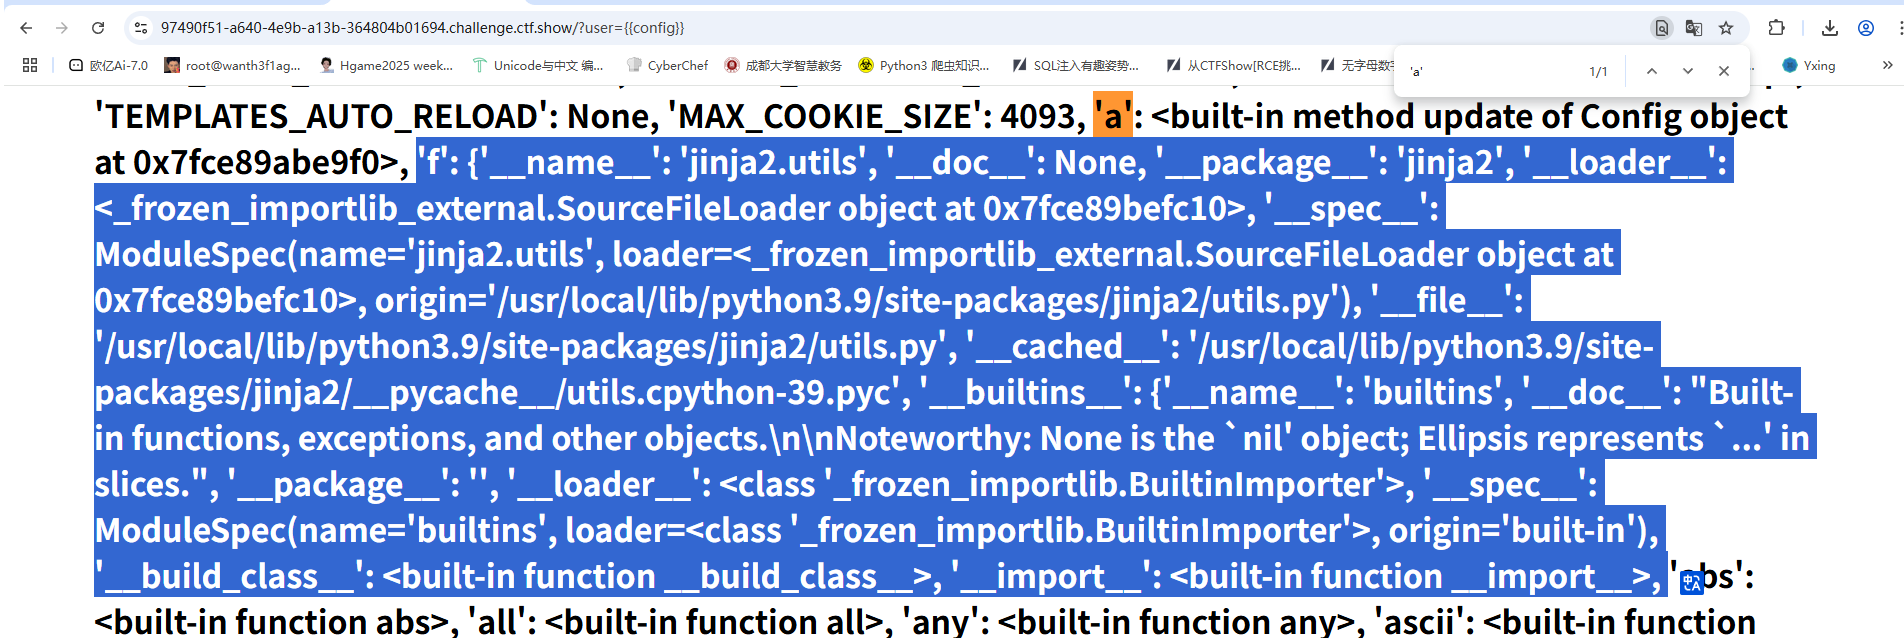 97490f51-a640-4e9b-a13b-364804b01694.challenge.ctf.show/?user={{config}}
欧亿Ai-7.0 root@wanth3f1ag... Hgame2025 week... Unicode与中文 编... CyberChef 成都大学智慧教务 Python3 爬虫知识... SQL注入有趣姿势... 从CTFShow[RCE挑... 无字母数字 Yxing »
'a' 1/1
'TEMPLATES_AUTO_RELOAD': None, 'MAX_COOKIE_SIZE': 4093, 'a': <built-in method update of Config object
at 0x7fce89abe9f0>, 'f': {'__name__': 'jinja2.utils', '__doc__': None, '__package__': 'jinja2', '__loader__':
<_frozen_importlib_external.SourceFileLoader object at 0x7fce89befc10>, '__spec__':
ModuleSpec(name='jinja2.utils', loader=<_frozen_importlib_external.SourceFileLoader object at
0x7fce89befc10>, origin='/usr/local/lib/python3.9/site-packages/jinja2/utils.py'), '__file__':
'/usr/local/lib/python3.9/site-packages/jinja2/utils.py', '__cached__': '/usr/local/lib/python3.9/site-
packages/jinja2/__pycache__/utils.cpython-39.pyc', '__builtins__': {'__name__': 'builtins', '__doc__': "Built-
in functions, exceptions, and other objects.\n\nNoteworthy: None is the `nil' object; Ellipsis represents `...' in
slices.", '__package__': '', '__loader__': <class '_frozen_importlib.BuiltinImporter'>, '__spec__':
ModuleSpec(name='builtins', loader=<class '_frozen_importlib.BuiltinImporter'>, origin='built-in'),
'__build_class__': <built-in function __build_class__>, '__import__': <built-in function __import__>, 'abs':
<built-in function abs>, 'all': <built-in function all>, 'any': <built-in function any>, 'ascii': <built-in function